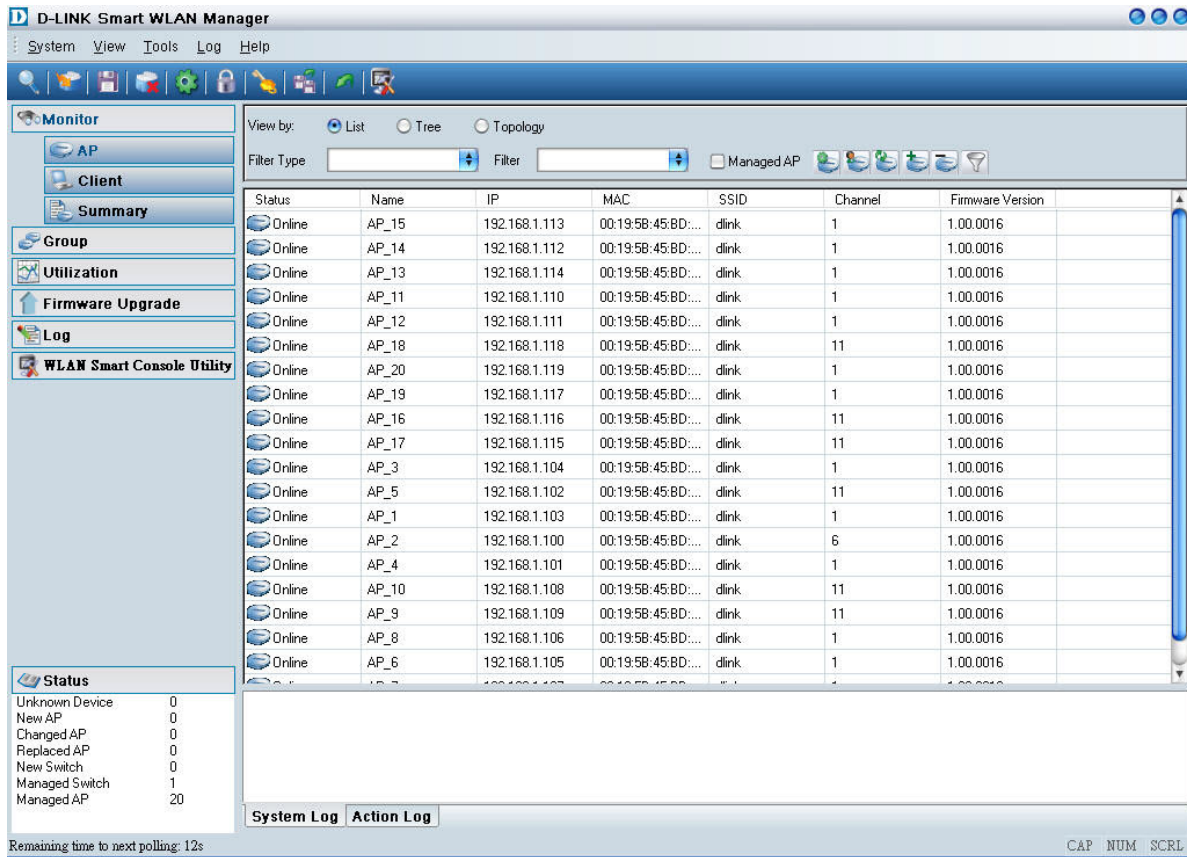 D-LINK Smart WLAN Manager
System View Tools Log Help
Monitor
AP
Client
Summary
Group
Utilization
Firmware Upgrade
Log
WLAN Smart Console Utility
View by: List Tree Topology
Filter Type Filter Managed AP
Status Name IP MAC SSID Channel Firmware Version
Online AP_15 192.168.1.113 00:19:5B:45:BD:... dlink 1 1.00.0016
Online AP_14 192.168.1.112 00:19:5B:45:BD:... dlink 1 1.00.0016
Online AP_13 192.168.1.114 00:19:5B:45:BD:... dlink 1 1.00.0016
Online AP_11 192.168.1.110 00:19:5B:45:BD:... dlink 1 1.00.0016
Online AP_12 192.168.1.111 00:19:5B:45:BD:... dlink 1 1.00.0016
Online AP_18 192.168.1.118 00:19:5B:45:BD:... dlink 11 1.00.0016
Online AP_20 192.168.1.119 00:19:5B:45:BD:... dlink 1 1.00.0016
Online AP_19 192.168.1.117 00:19:5B:45:BD:... dlink 1 1.00.0016
Online AP_16 192.168.1.116 00:19:5B:45:BD:... dlink 11 1.00.0016
Online AP_17 192.168.1.115 00:19:5B:45:BD:... dlink 11 1.00.0016
Online AP_3 192.168.1.104 00:19:5B:45:BD:... dlink 1 1.00.0016
Online AP_5 192.168.1.102 00:19:5B:45:BD:... dlink 11 1.00.0016
Online AP_1 192.168.1.103 00:19:5B:45:BD:... dlink 1 1.00.0016
Online AP_2 192.168.1.100 00:19:5B:45:BD:... dlink 6 1.00.0016
Online AP_4 192.168.1.101 00:19:5B:45:BD:... dlink 1 1.00.0016
Online AP_10 192.168.1.108 00:19:5B:45:BD:... dlink 11 1.00.0016
Online AP_9 192.168.1.109 00:19:5B:45:BD:... dlink 11 1.00.0016
Online AP_8 192.168.1.106 00:19:5B:45:BD:... dlink 1 1.00.0016
Online AP_6 192.168.1.105 00:19:5B:45:BD:... dlink 1 1.00.0016
Status
Unknown Device 0
New AP 0
Changed AP 0
Replaced AP 0
New Switch 0
Managed Switch 1
Managed AP 20
System Log Action Log
Remaining time to next polling: 12s
CAP NUM SCRL